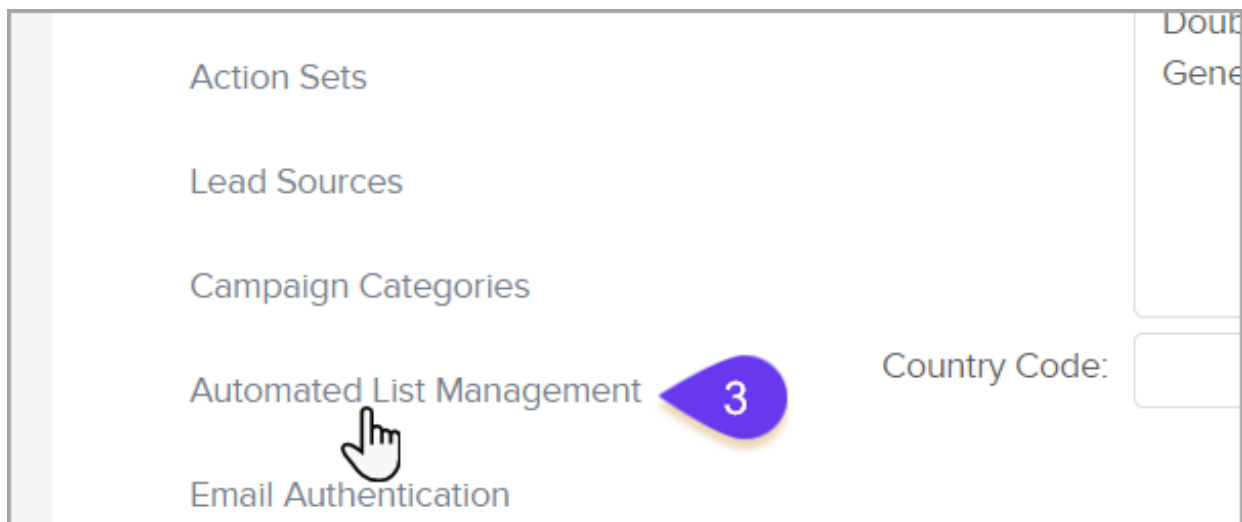 Action Sets
Lead Sources
Campaign Categories
Automated List Management
3
Email Authentication
Country Code: